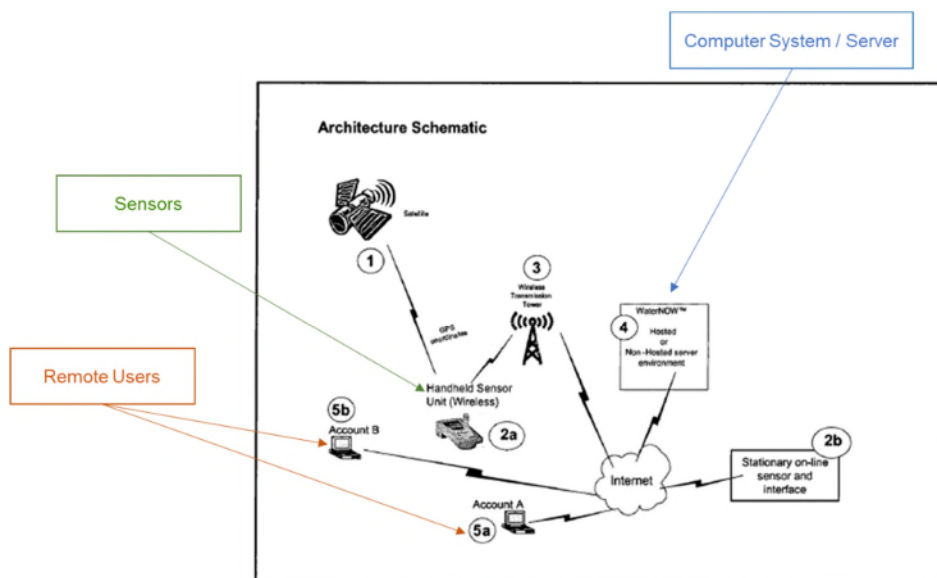 Computer System / Server
Architecture Schematic
Sensors
Satellite
1
3
Wireless
Transmission
Tower
WaterNOW™
4
Hosted
or
Non-Hosted server
environment
GPS
coordinates
Remote Users
Handheld Sensor
Unit (Wireless)
5b
Account B
2a
2b
Internet
Stationary on-line
sensor and
interface
Account A
5a